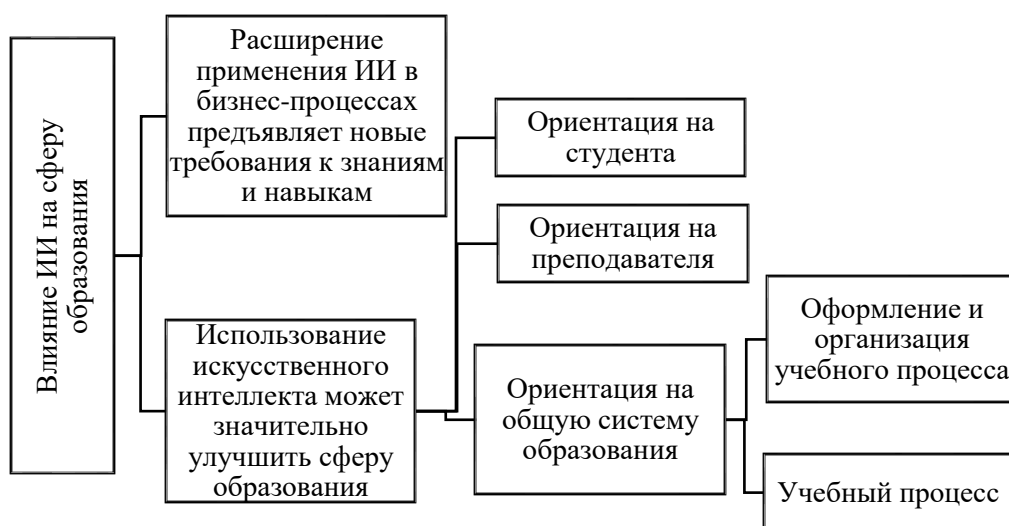 Влияние ИИ на сферу
образования
Расширение
применения ИИ в
бизнес-процессах
предъявляет новые
требования к знаниям
и навыкам
Использование
искусственного
интеллекта может
значительно
улучшить сферу
образования
Ориентация на
студента
Ориентация на
преподавателя
Ориентация на
общую систему
образования
Оформление и
организация
учебного процесса
Учебный процесс